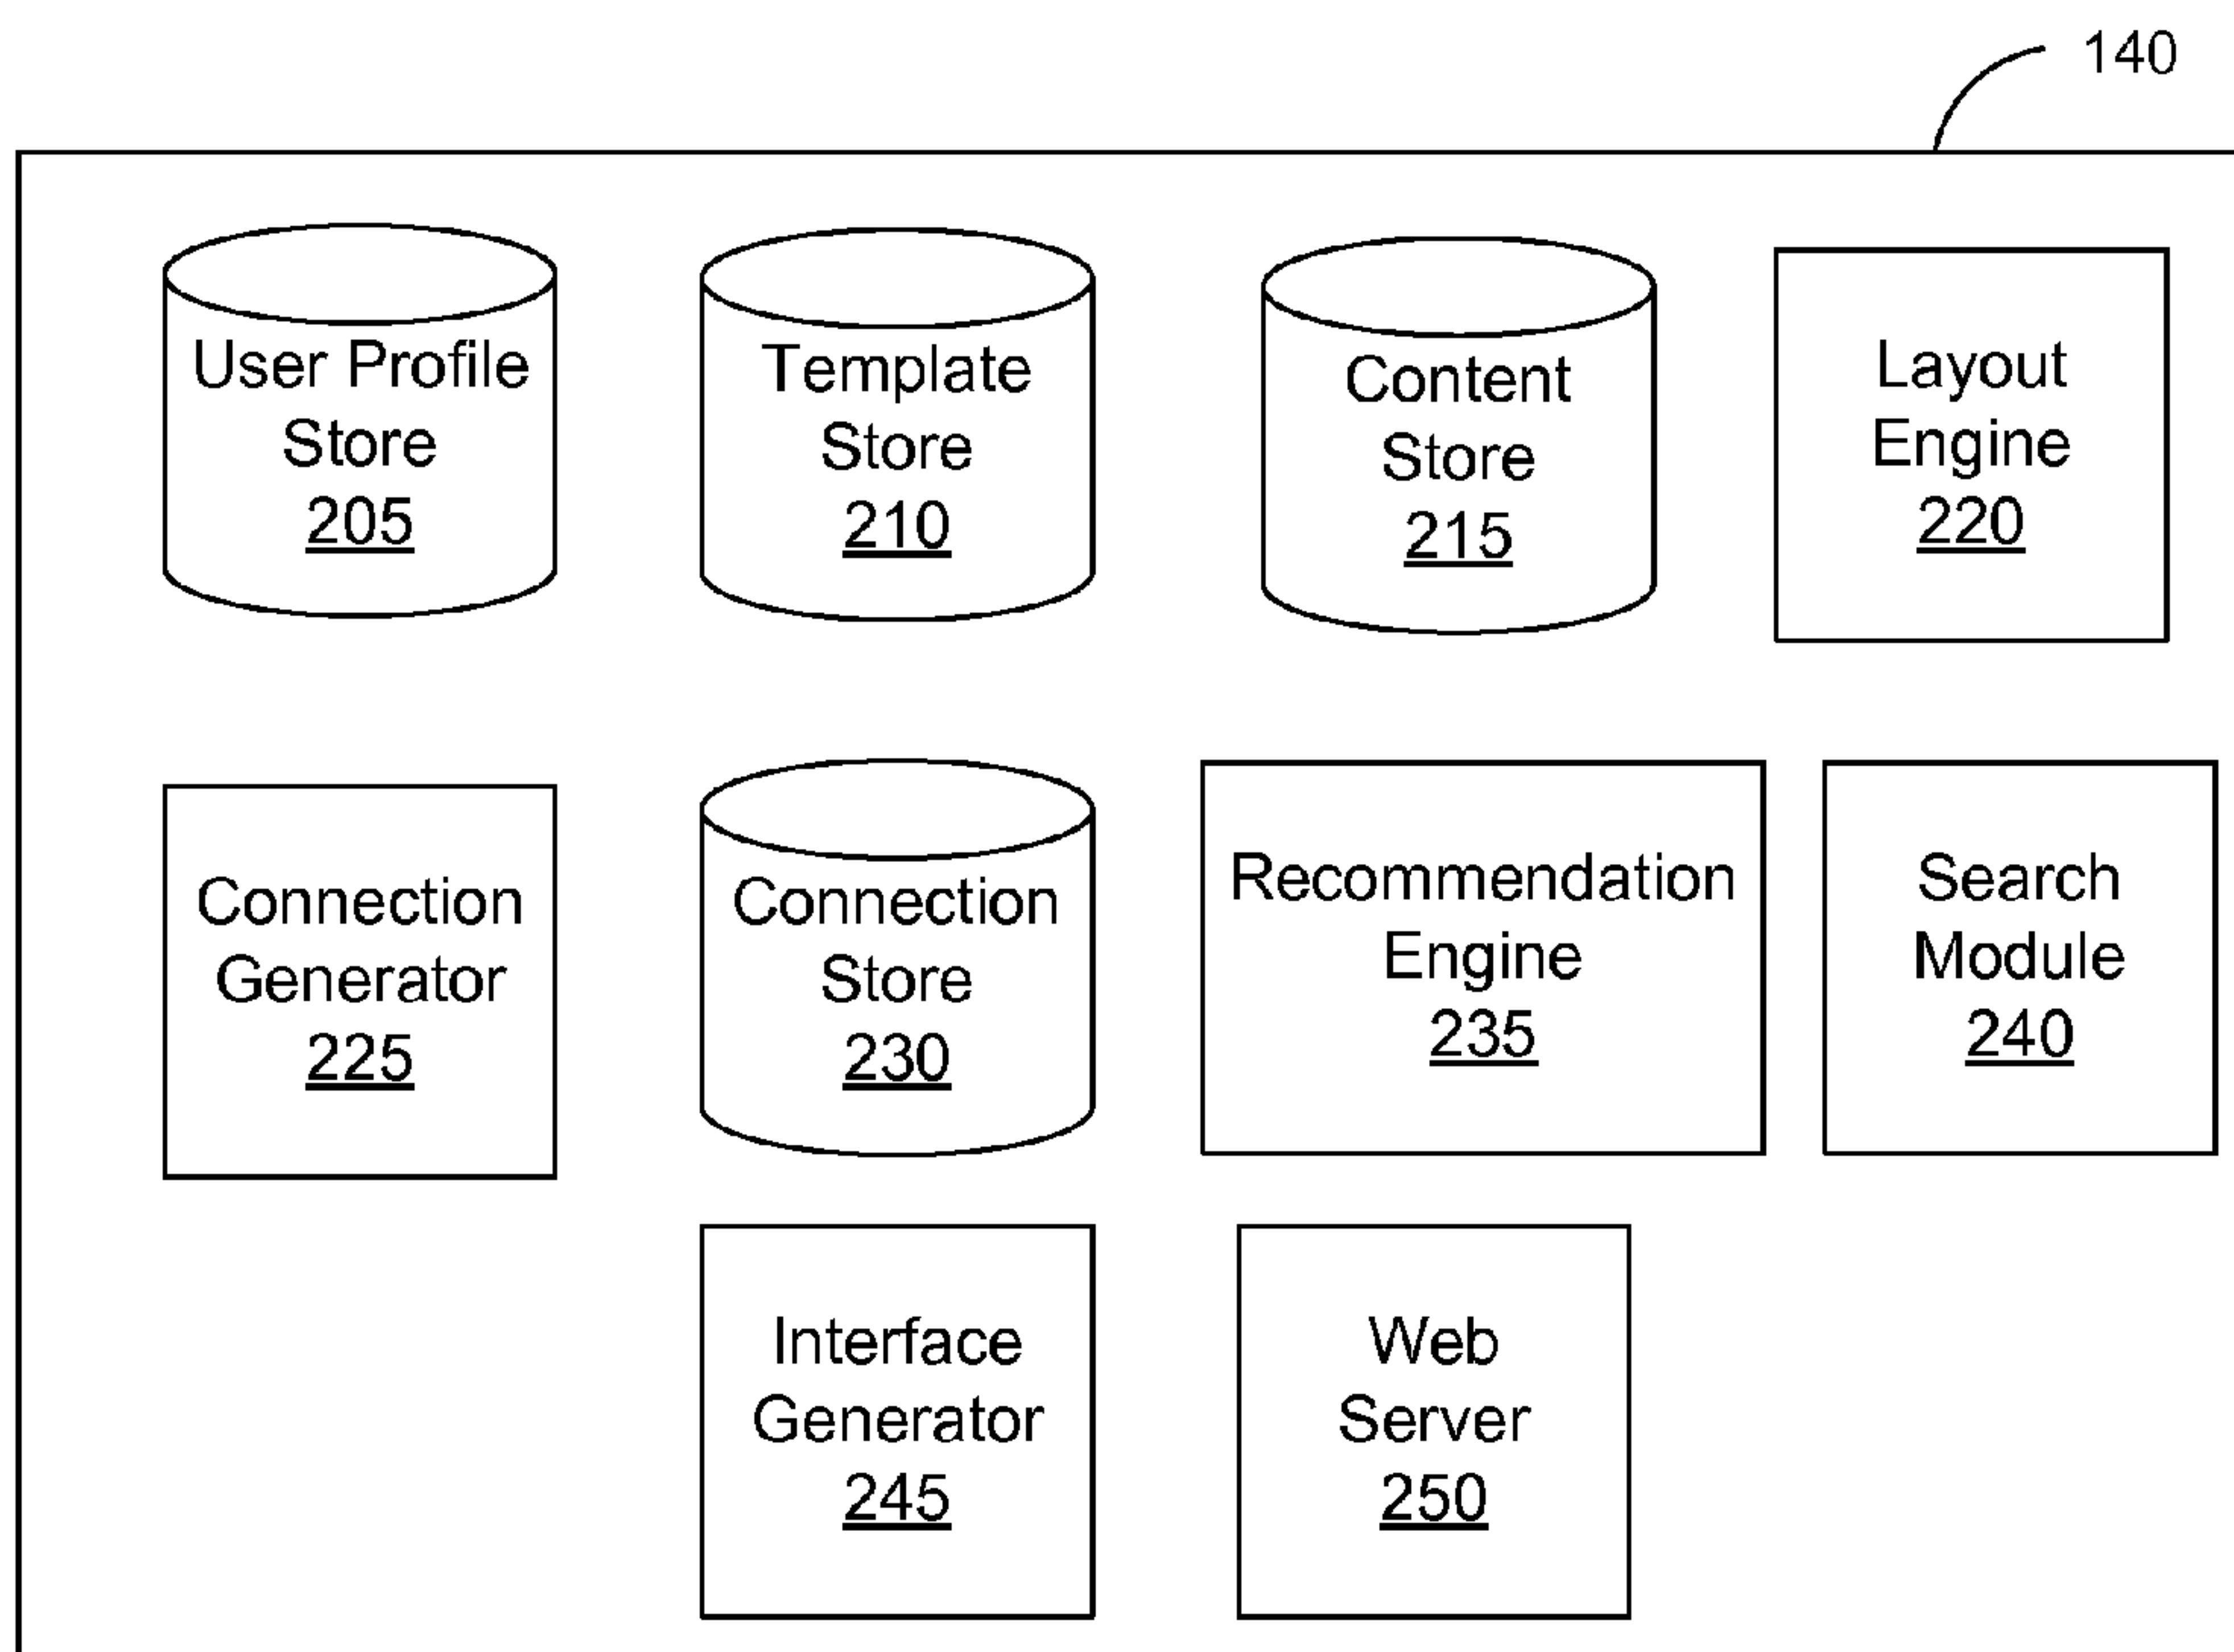 140
User Profile
Store
205
Template
Store
210
Content
Store
215
Layout
Engine
220
Connection
Generator
225
Connection
Store
230
Recommendation
Engine
235
Search
Module
240
Interface
Generator
245
Web
Server
250